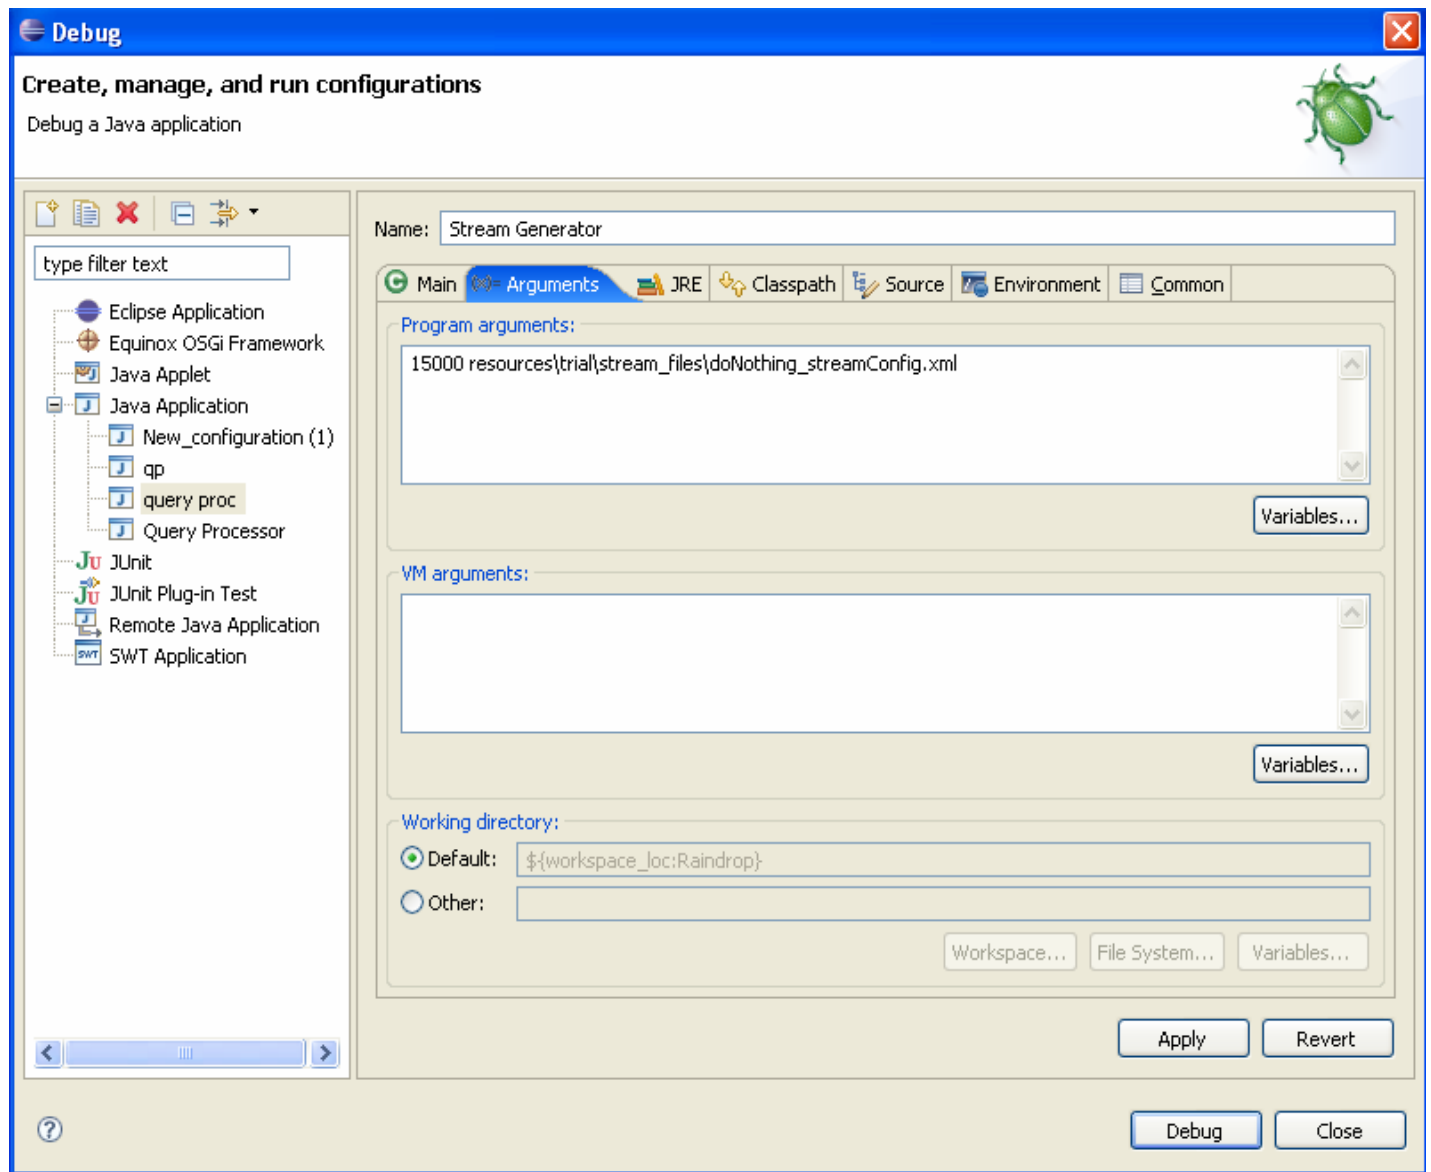 Debug
Create, manage, and run configurations
Debug a Java application
type filter text
Eclipse Application
Equinox OSGi Framework
Java Applet
Java Application
New_configuration (1)
qp
query proc
Query Processor
JUnit
JUnit Plug-in Test
Remote Java Application
SWT Application
Name: Stream Generator
Main Arguments JRE Classpath Source Environment Common
Program arguments:
15000 resources\trial\stream_files\doNothing_streamConfig.xml
Variables...
VM arguments:
Variables...
Working directory:
Default: ${workspace_loc:Raindrop}
Other:
Workspace... File System... Variables...
Apply Revert
Debug Close